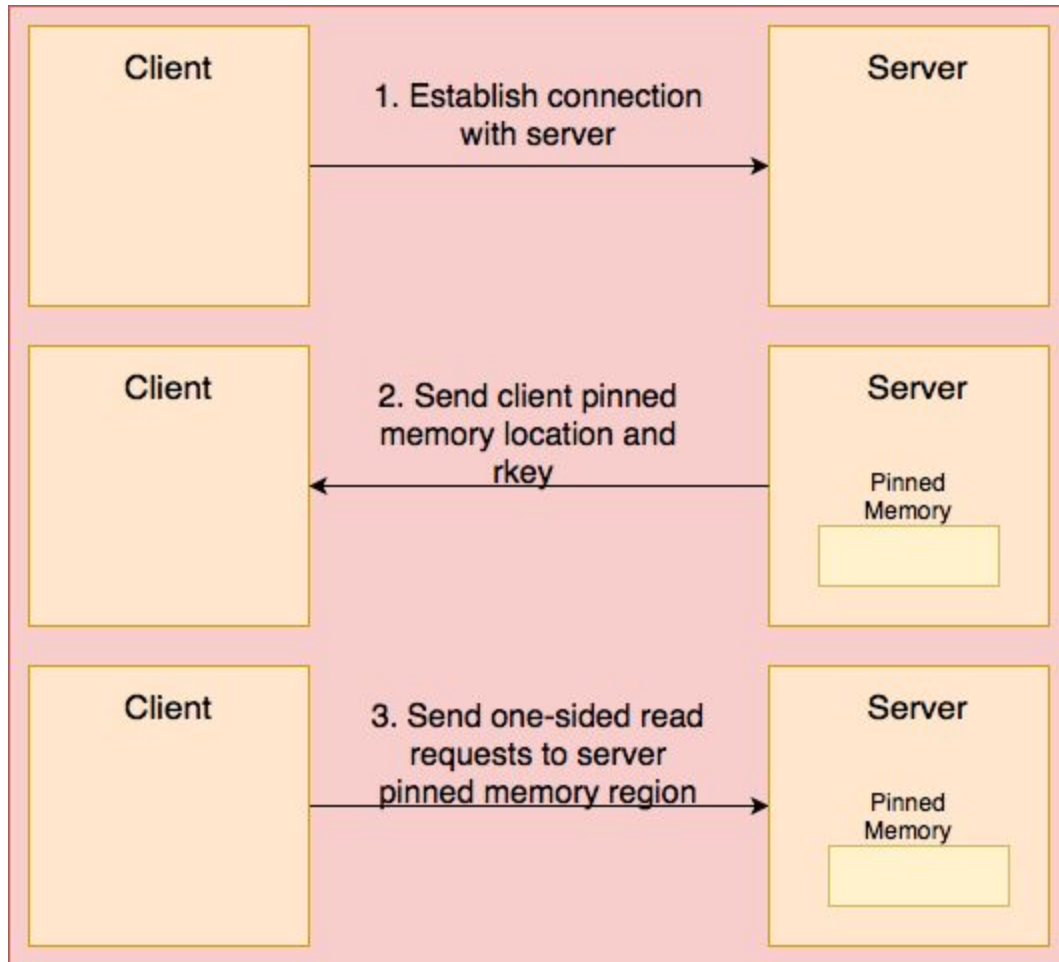 Client
1. Establish connection
with server
Server
Client
2. Send client pinned
memory location and
rkey
Server
Pinned
Memory
Client
3. Send one-sided read
requests to server
pinned memory region
Server
Pinned
Memory